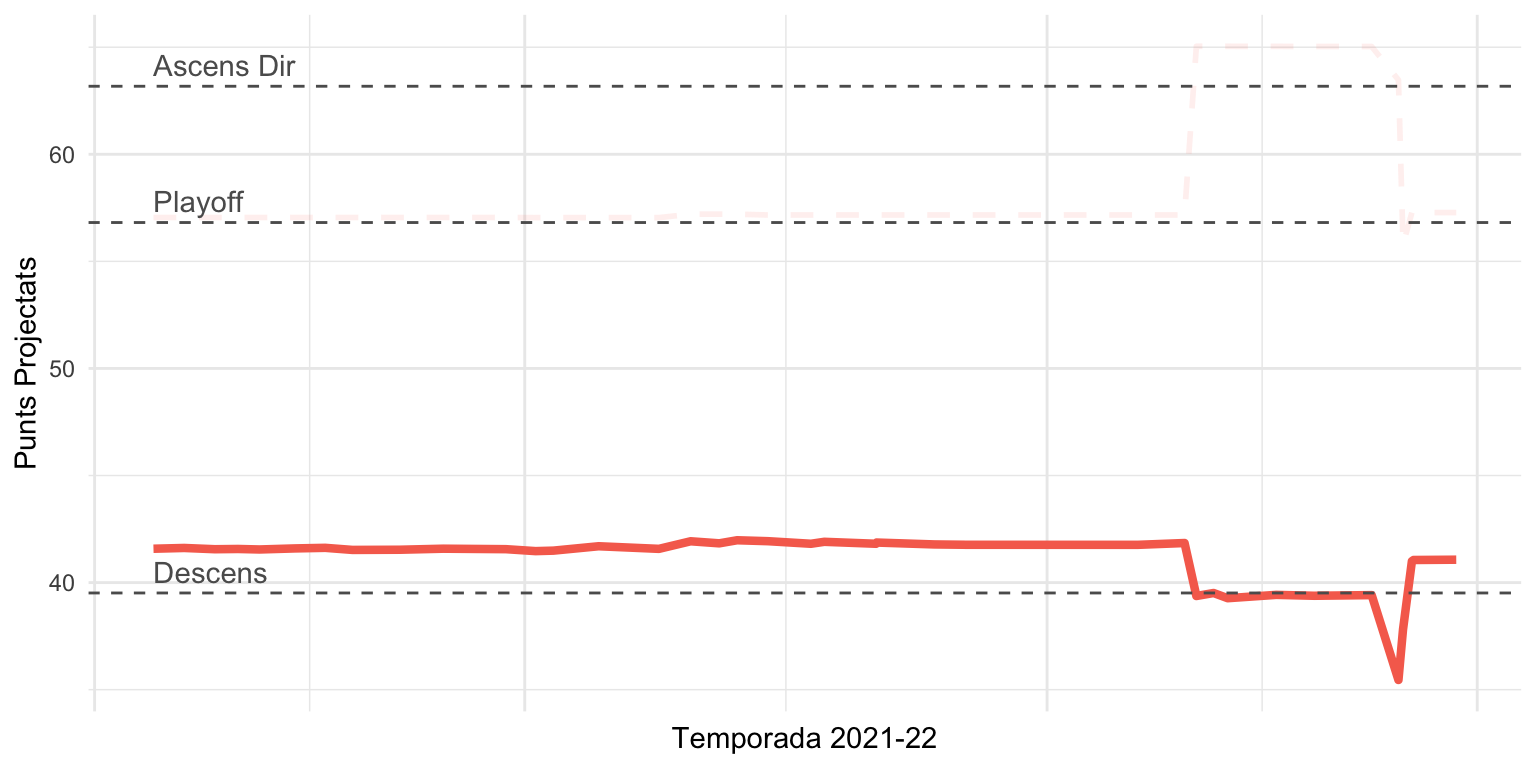 Ascens Dir
60
Playoff
50
Punts Projectats
Descens
40
Temporada 2021-22